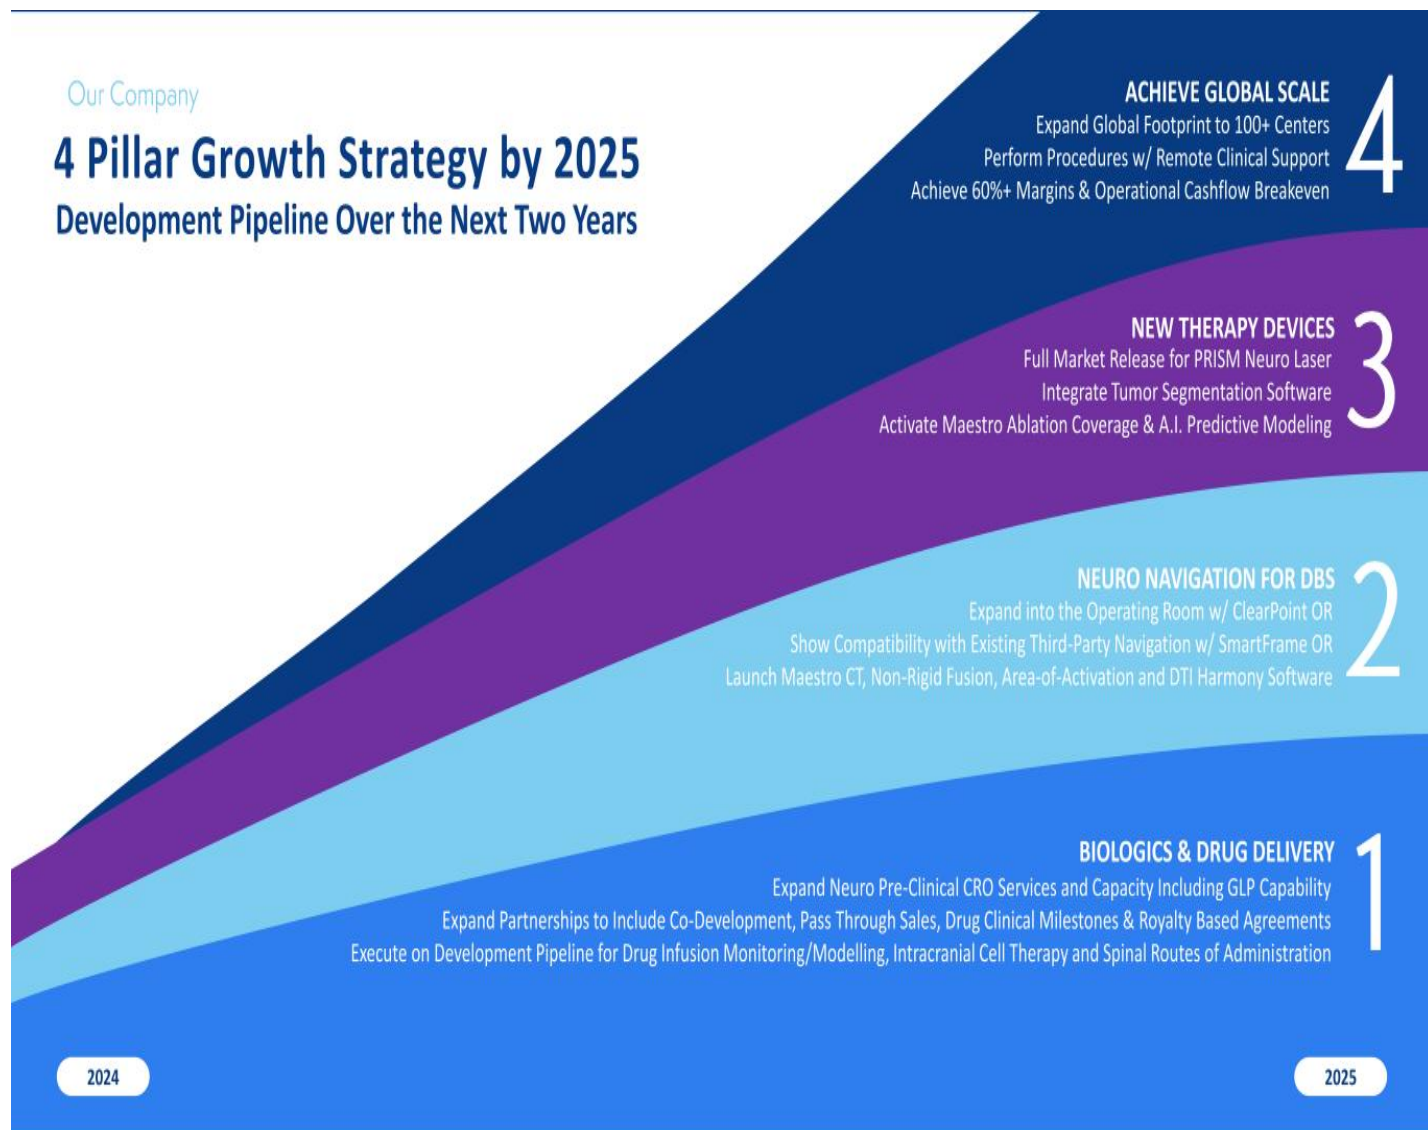 Our Company
4 Pillar Growth Strategy by 2025
Development Pipeline Over the Next Two Years
ACHIEVE GLOBAL SCALE
Expand Global Footprint to 100+ Centers
Perform Procedures w/ Remote Clinical Support
Achieve 60%+ Margins & Operational Cashflow Breakeven
4
NEW THERAPY DEVICES
Full Market Release for PRISM Neuro Laser
Integrate Tumor Segmentation Software
Activate Maestro Ablation Coverage & A.I. Predictive Modeling
3
NEURO NAVIGATION FOR DBS
Expand into the Operating Room w/ ClearPoint OR
Show Compatibility with Existing Third-Party Navigation w/ SmartFrame OR
Launch Maestro CT, Non-Rigid Fusion, Area-of-Activation and DTI Harmony Software
2
BIOLOGICS & DRUG DELIVERY
Expand Neuro Pre-Clinical CRO Services and Capacity Including GLP Capability
Expand Partnerships to Include Co-Development, Pass Through Sales, Drug Clinical Milestones & Royalty Based Agreements
Execute on Development Pipeline for Drug Infusion Monitoring/Modelling, Intracranial Cell Therapy and Spinal Routes of Administration
1
2024
2025